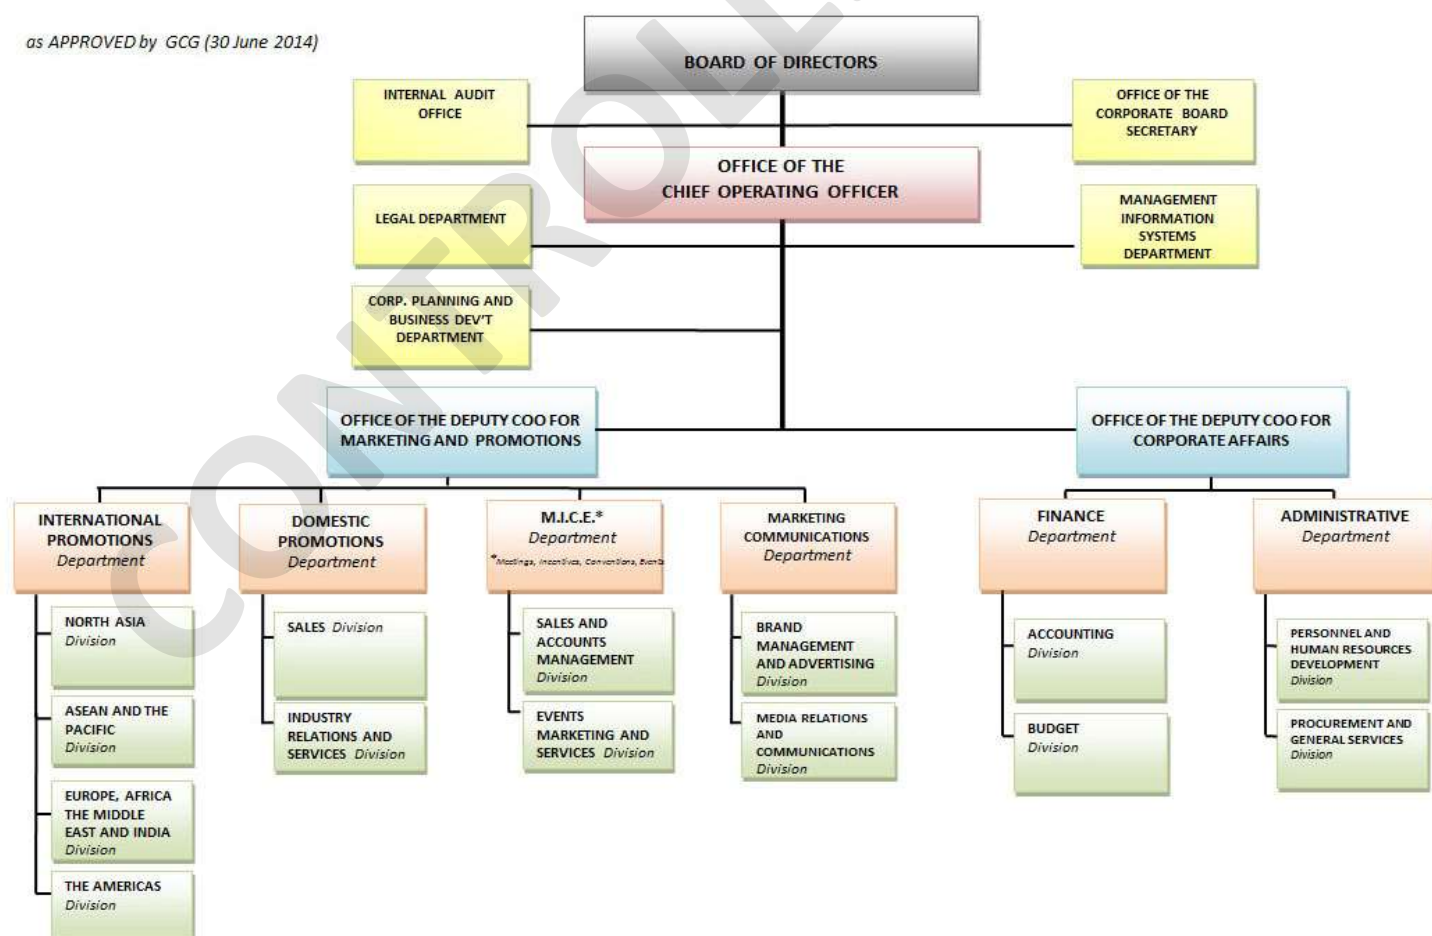 as APPROVED by GCG (30 June 2014)
BOARD OF DIRECTORS
INTERNAL AUDIT
OFFICE
OFFICE OF THE
CORPORATE BOARD
SECRETARY
OFFICE OF THE
CHIEF OPERATING OFFICER
LEGAL DEPARTMENT
MANAGEMENT
INFORMATION
SYSTEMS
DEPARTMENT
CORP. PLANNING AND
BUSINESS DEV'T
DEPARTMENT
OFFICE OF THE DEPUTY COO FOR
MARKETING AND PROMOTIONS
OFFICE OF THE DEPUTY COO FOR
CORPORATE AFFAIRS
INTERNATIONAL
PROMOTIONS
Department
DOMESTIC
PROMOTIONS
Department
M.I.C.E.*
Department
*Meetings, Incentives, Conventions, Events
MARKETING
COMMUNICATIONS
Department
FINANCE
Department
ADMINISTRATIVE
Department
NORTH ASIA
Division
ASEAN AND THE
PACIFIC
Division
EUROPE, AFRICA
THE MIDDLE
EAST AND INDIA
Division
THE AMERICAS
Division
SALES Division
INDUSTRY
RELATIONS AND
SERVICES Division
SALES AND
ACCOUNTS
MANAGEMENT
Division
EVENTS
MARKETING AND
SERVICES Division
BRAND
MANAGEMENT
AND ADVERTISING
Division
MEDIA RELATIONS
AND
COMMUNICATIONS
Division
ACCOUNTING
Division
BUDGET
Division
PERSONNEL AND
HUMAN RESOURCES
DEVELOPMENT
Division
PROCUREMENT AND
GENERAL SERVICES
Division